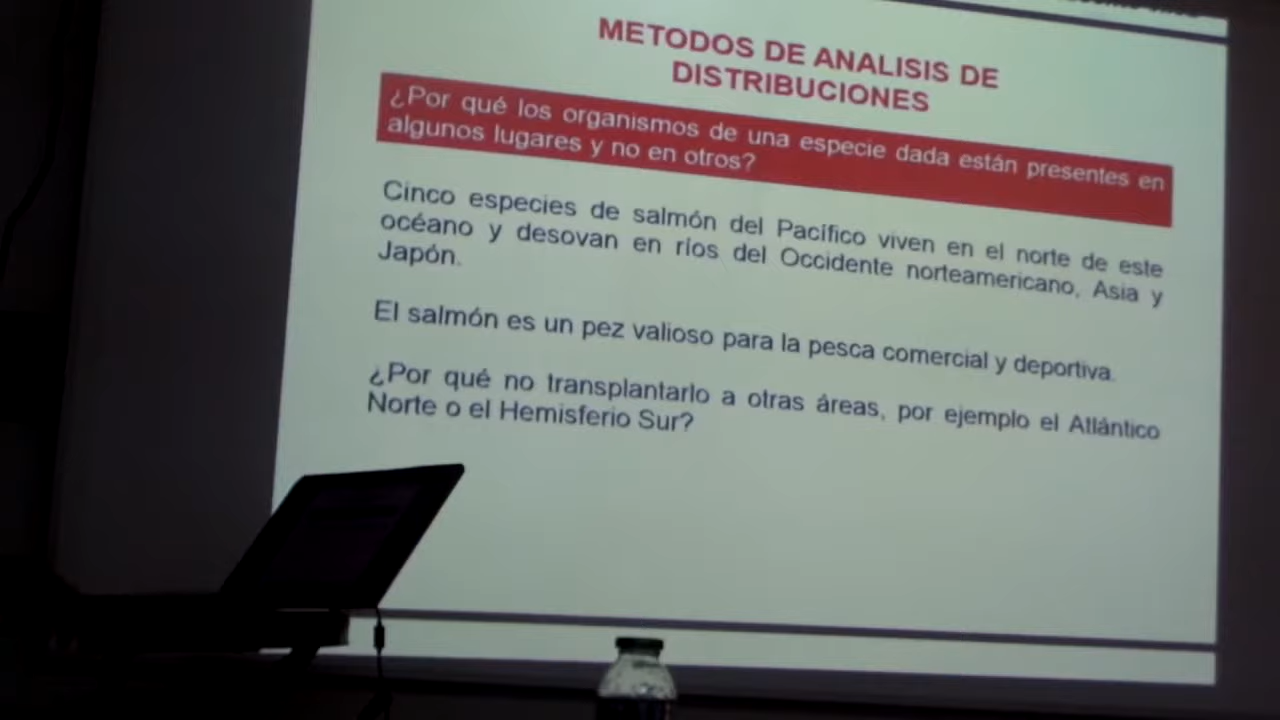 METODOS DE ANALISIS DE
DISTRIBUCIONES
¿Por qué los organismos de una especie dada están presentes en
algunos lugares y no en otros?
Cinco especies de salmón del Pacífico viven en el norte de este
océano y desovan en ríos del Occidente norteamericano, Asia y
Japón.
El salmón es un pez valioso para la pesca comercial y deportiva.
¿Por qué no transplantarlo a otras áreas, por ejemplo el Atlántico
Norte o el Hemisferio Sur?